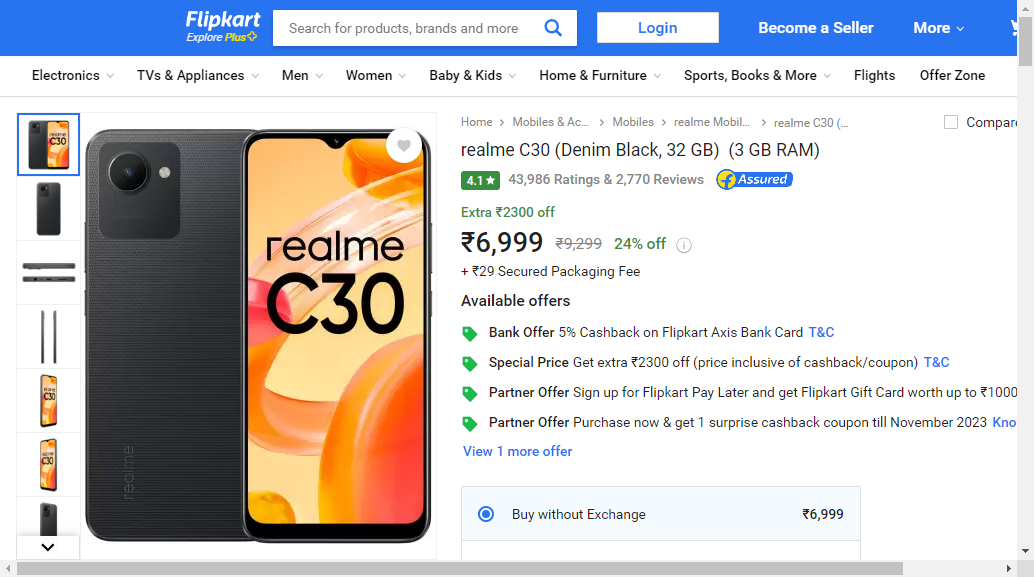 Flipkart
Explore Plus
Search for products, brands and more
Login
Become a Seller
More
Electronics
TVs & Appliances
Men
Women
Baby & Kids
Home & Furniture
Sports, Books & More
Flights
Offer Zone
Home
Mobiles & Ac...
Mobiles
realme Mobil...
realme C30 (...
Compare
realme C30 (Denim Black, 32 GB) (3 GB RAM)
4.1
43,986 Ratings & 2,770 Reviews
Assured
Extra ₹2300 off
₹6,999 ₹9,299 24% off
+ ₹29 Secured Packaging Fee
Available offers
Bank Offer 5% Cashback on Flipkart Axis Bank Card T&C
Special Price Get extra ₹2300 off (price inclusive of cashback/coupon) T&C
Partner Offer Sign up for Flipkart Pay Later and get Flipkart Gift Card worth up to ₹1000
Partner Offer Purchase now & get 1 surprise cashback coupon till November 2023 Kno
View 1 more offer
Buy without Exchange
₹6,999
realme
C30
realme
realme
C30
realme
C30
realme
C30